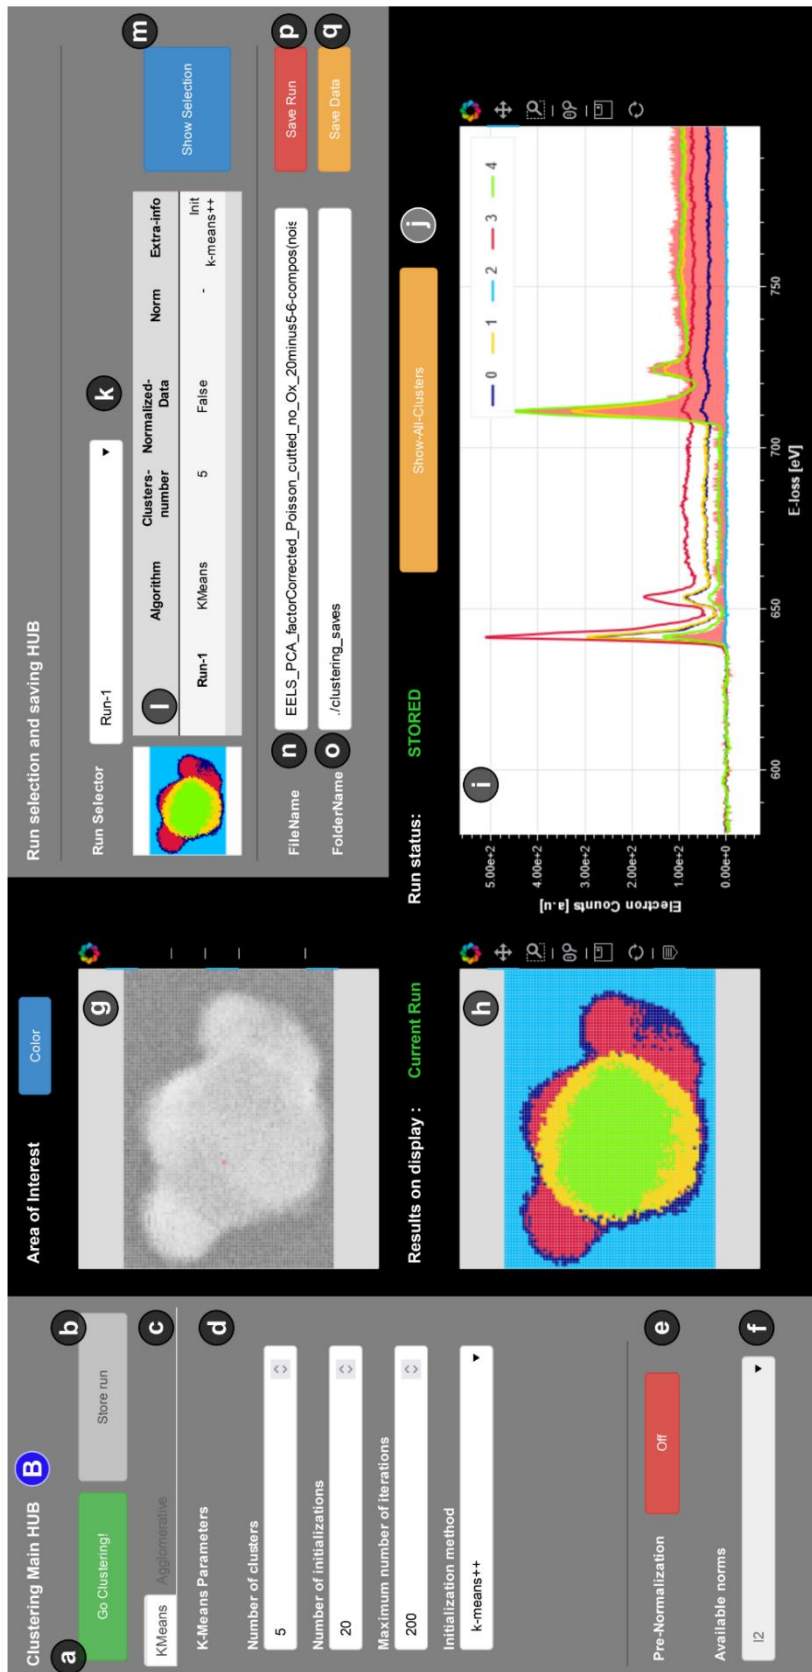 Clustering Main HUB
B
a
Go Clustering!
Store run
b
KMeans
Agglomerative
c
K-Means Parameters
d
Number of clusters
5
Number of initializations
20
Maximum number of iterations
200
Initialization method
k-means++
Pre-Normalization
Off
e
Available norms
l2
f
Area of Interest
Color
g
Results on display :
Current Run
h
Run selection and saving HUB
Run Selector
Run-1
k
l
Algorithm Clusters-number Normalized-Data Norm Extra-info
Run-1 KMeans 5 False - Init k-means++
Show Selection
m
FileName
n
EELS_PCA_factorCorrected_Poisson_cutted_no_Ox_20minus5-6-compos(nois
Save Run
p
FolderName
o
./clustering_saves
Save Data
q
Run status:
STORED
Show-All-Clusters
j
i
0 1 2 3 4
5.00e+2
4.00e+2
3.00e+2
2.00e+2
1.00e+2
0.00e+0
Electron Counts [a.u]
600 650 700 750
E-loss [eV]